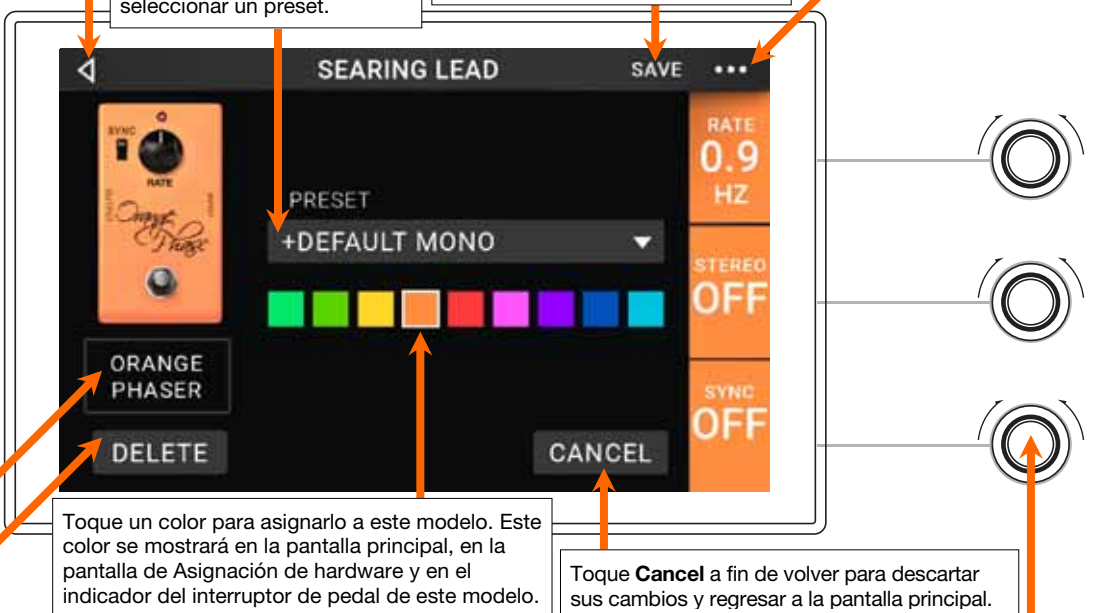 seleccionar un preset.
SEARING LEAD
SAVE
SYNC
RATE
Orange
Phase
PRESET
+DEFAULT MONO
RATE
0.9
HZ
STEREO
OFF
SYNC
OFF
ORANGE
PHASER
DELETE
CANCEL
Toque un color para asignarlo a este modelo. Este
color se mostrará en la pantalla principal, en la
pantalla de Asignación de hardware y en el
indicador del interruptor de pedal de este modelo.
Toque Cancel a fin de volver para descartar
sus cambios y regresar a la pantalla principal.